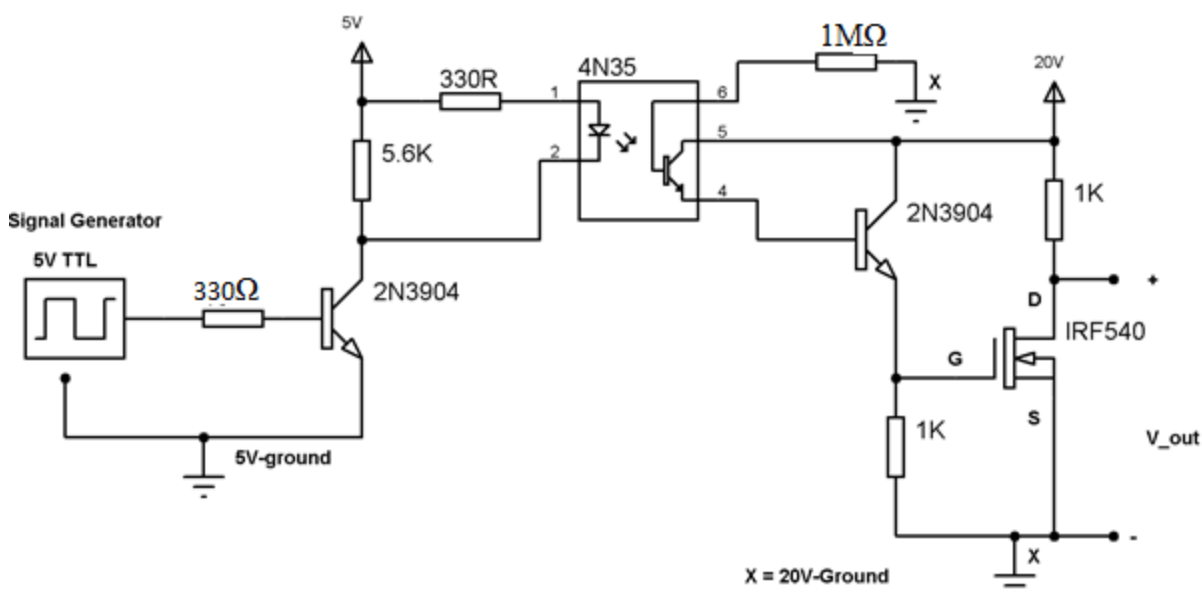 5V
1MΩ
330R
4N35
20V
1
6
X
5.6K
5
2
1K
4
2N3904
Signal Generator
5V TTL
330Ω
2N3904
D
+
IRF540
G
S
1K
V_out
5V-ground
-
X
X = 20V-Ground